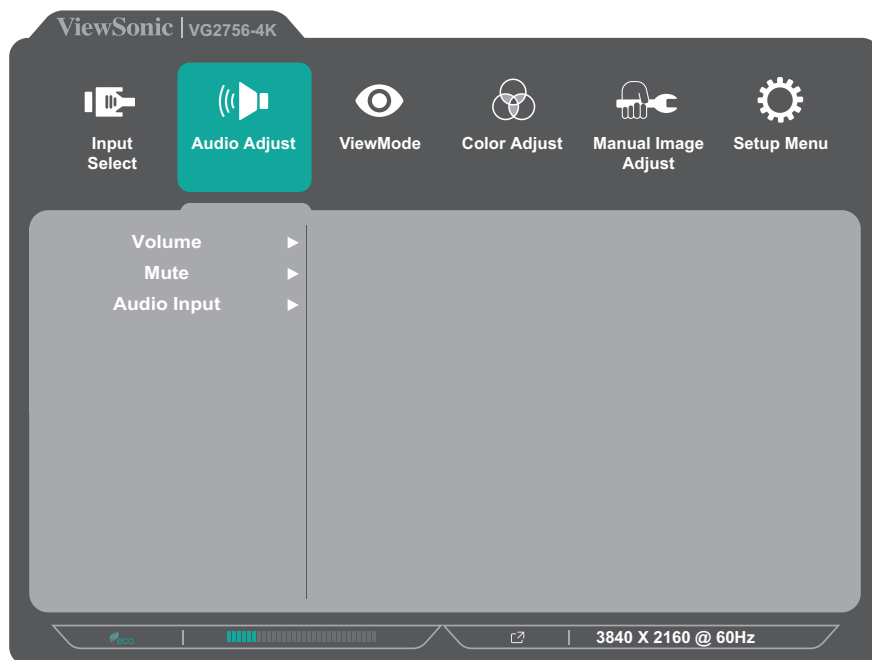 ViewSonic | VG2756-4K
Input
Select
Audio Adjust
ViewMode
Color Adjust
Manual Image
Adjust
Setup Menu
Volume
Mute
Audio Input
eco
3840 X 2160 @ 60Hz